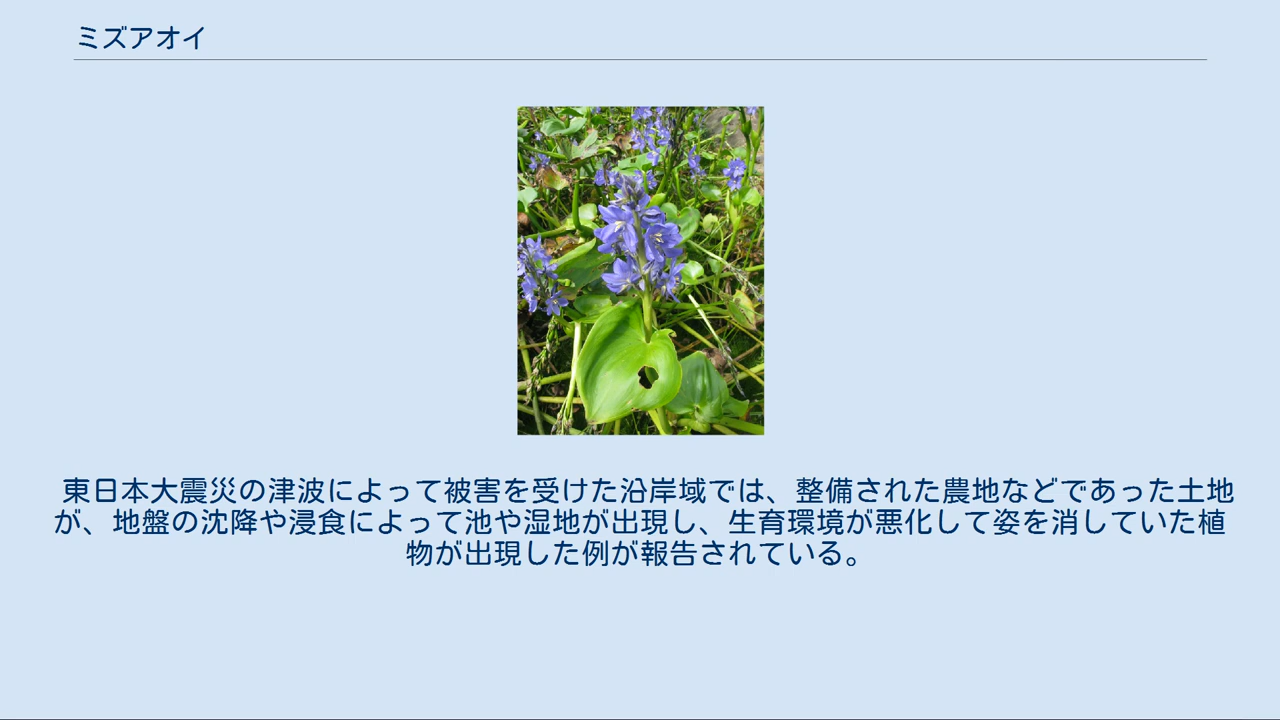 ミズアオイ
東日本大震災の津波によって被害を受けた沿岸域では、整備された農地などであった土地
が、地盤の沈降や浸食によって池や湿地が出現し、生育環境が悪化して姿を消していた植
物が出現した例が報告されている。